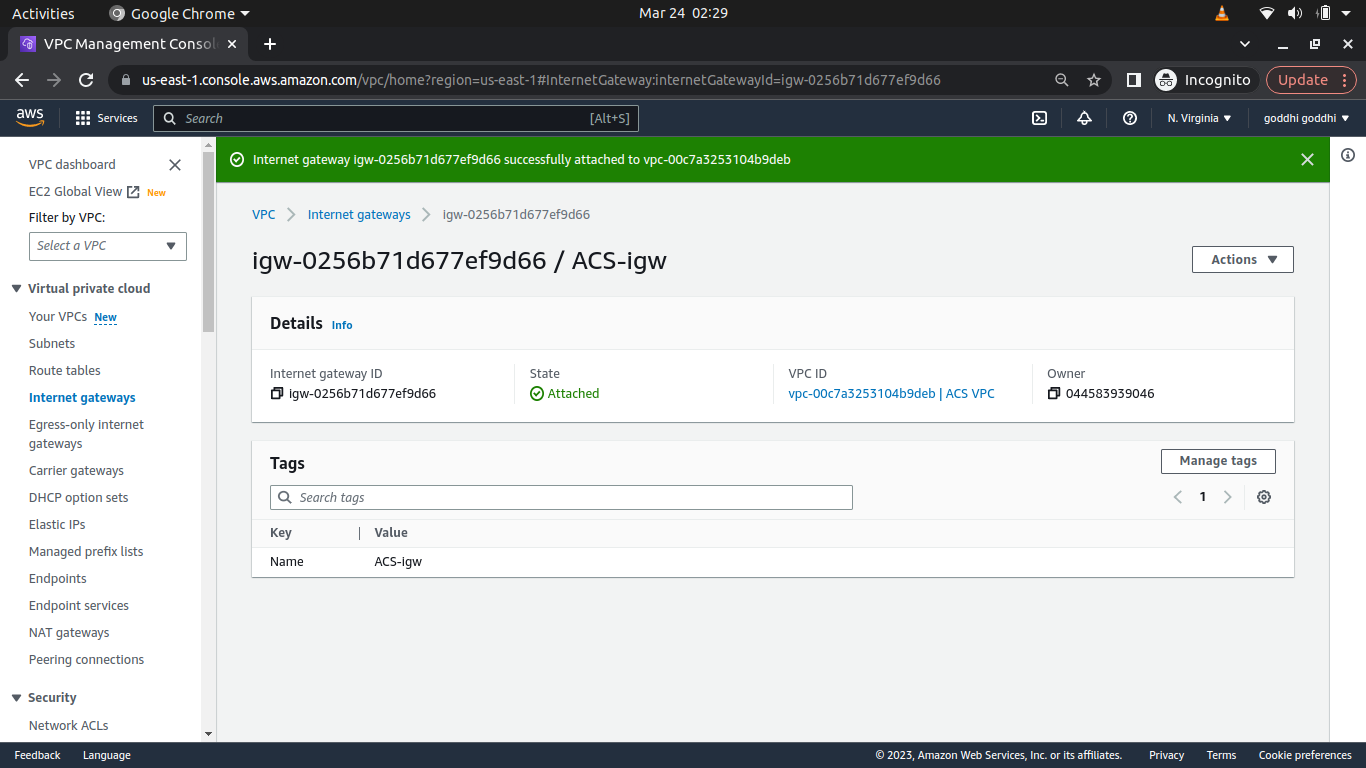 Activities
Google Chrome
Mar 24 02:29
VPC Management Consol
us-east-1.console.aws.amazon.com/vpc/home?region=us-east-1#InternetGateway:internetGatewayId=igw-0256b71d677ef9d66
Incognito
Update
aws
Services
Search
[Alt+S]
N. Virginia
goddhi goddhi
VPC dashboard
EC2 Global View
New
Filter by VPC:
Select a VPC
Virtual private cloud
Your VPCs New
Subnets
Route tables
Internet gateways
Egress-only internet
gateways
Carrier gateways
DHCP option sets
Elastic IPs
Managed prefix lists
Endpoints
Endpoint services
NAT gateways
Peering connections
Security
Network ACLs
Internet gateway igw-0256b71d677ef9d66 successfully attached to vpc-00c7a3253104b9deb
VPC
Internet gateways
igw-0256b71d677ef9d66
igw-0256b71d677ef9d66 / ACS-igw
Actions
Details Info
Internet gateway ID
igw-0256b71d677ef9d66
State
Attached
VPC ID
vpc-00c7a3253104b9deb | ACS VPC
Owner
044583939046
Tags
Manage tags
Search tags
1
Key
Value
Name
ACS-igw
Feedback
Language
© 2023, Amazon Web Services, Inc. or its affiliates.
Privacy
Terms
Cookie preferences